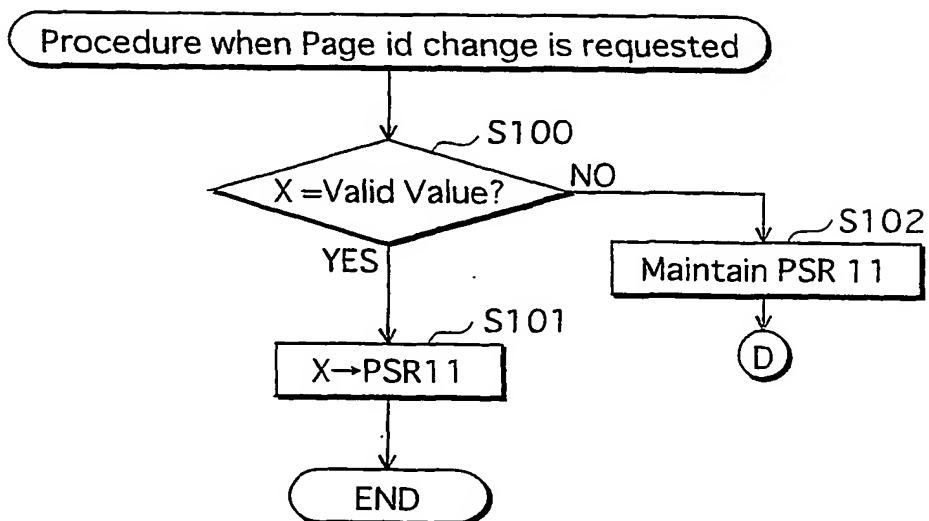 Procedure when Page id change is requested
S100
X =Valid Value?
NO
YES
S102
Maintain PSR 11
D
S101
X→PSR11
END